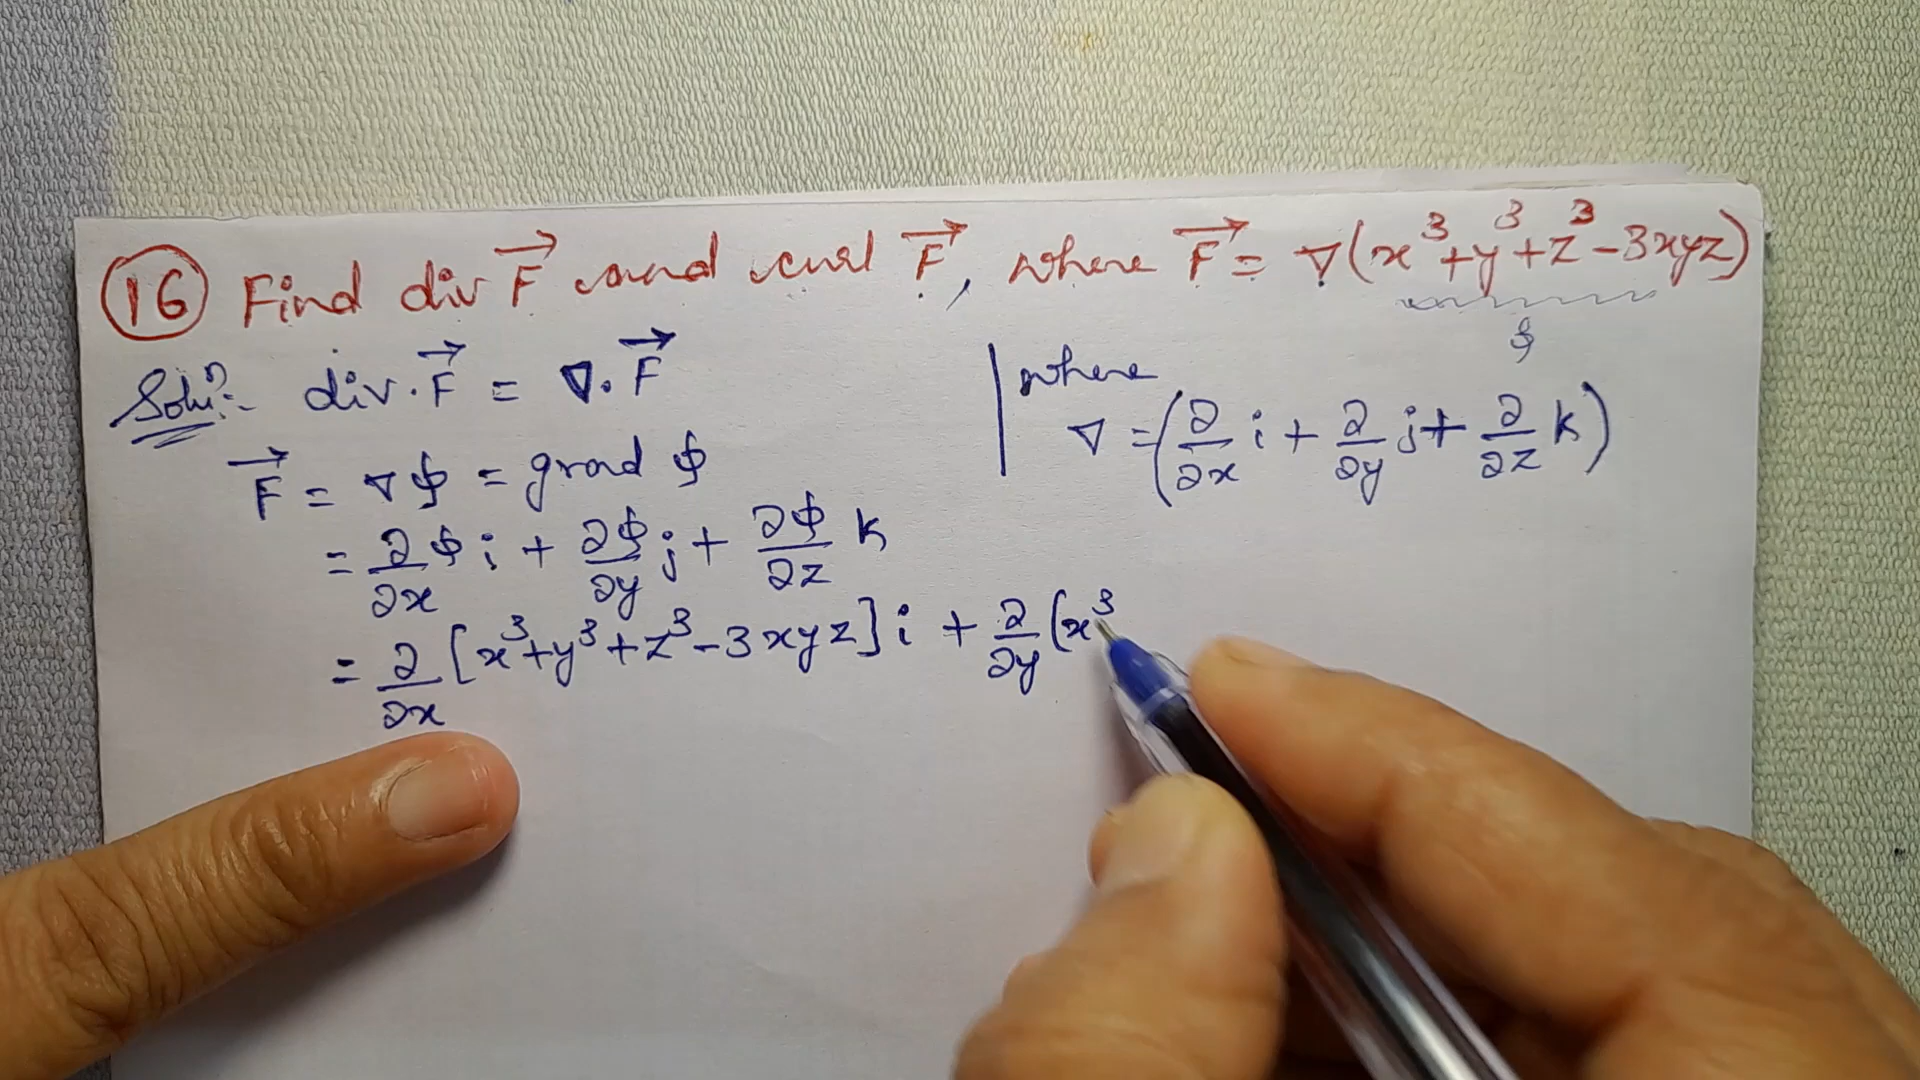 16 Find div F⃗ and curl F⃗, where F⃗ = ∇(x³+y³+z³-3xyz)
ϕ
Soln:- div.F⃗ = ∇.F⃗
where
∇ = (∂/∂x i + ∂/∂y j + ∂/∂z k)
F⃗ = ∇ϕ = grad ϕ
= ∂ϕ/∂x i + ∂ϕ/∂y j + ∂ϕ/∂z k
= ∂/∂x [x³+y³+z³-3xyz] i + ∂/∂y (x³